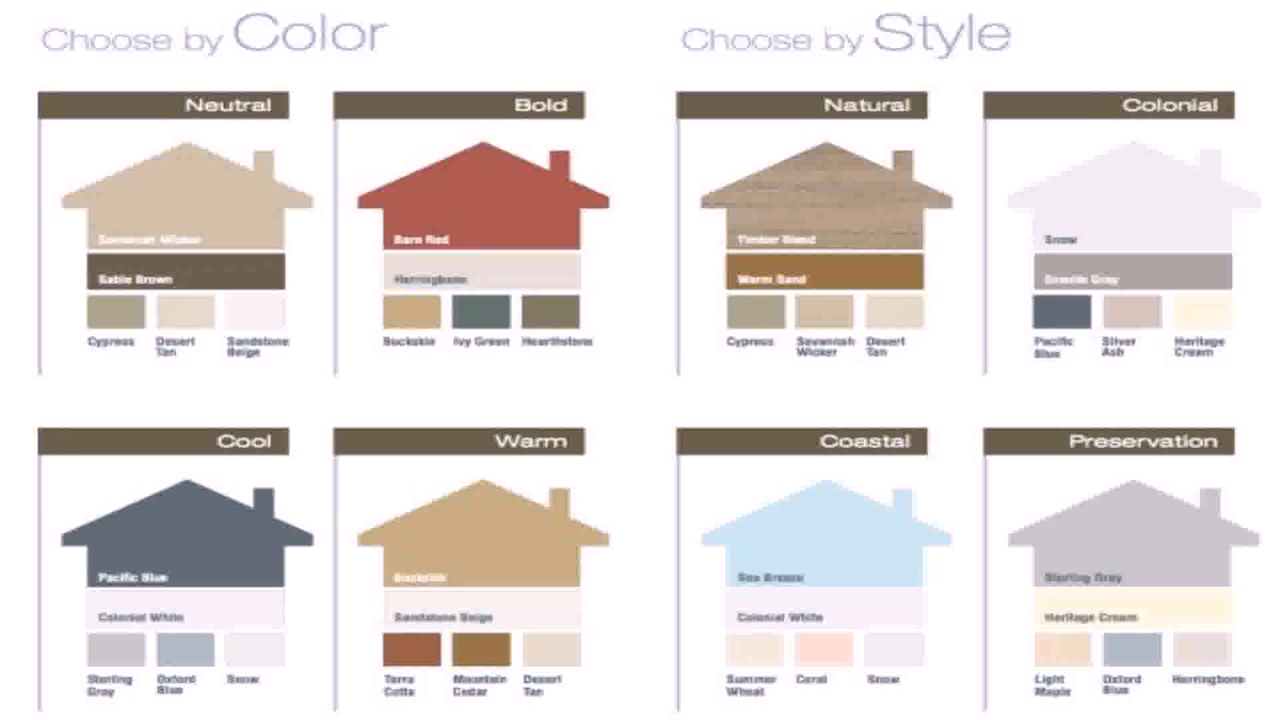 Choose by Color
Choose by Style
Neutral
Savannah Wicker
Sable Brown
Cypress
Desert
Tan
Sandstone
Beige
Bold
Barn Red
Herringbone
Buckskin
Ivy Green
Hearthstone
Natural
Timber Blend
Warm Sand
Cypress
Savannah
Wicker
Desert
Tan
Colonial
Snow
Granite Gray
Pacific
Blue
Silver
Ash
Heritage
Cream
Cool
Pacific Blue
Colonial White
Sterling
Gray
Oxford
Blue
Snow
Warm
Buckskin
Sandstone Beige
Terra
Cotta
Mountain
Cedar
Desert
Tan
Coastal
Sea Breeze
Colonial White
Summer
Wheat
Coral
Snow
Preservation
Sterling Gray
Heritage Cream
Light
Maple
Oxford
Blue
Herringbone